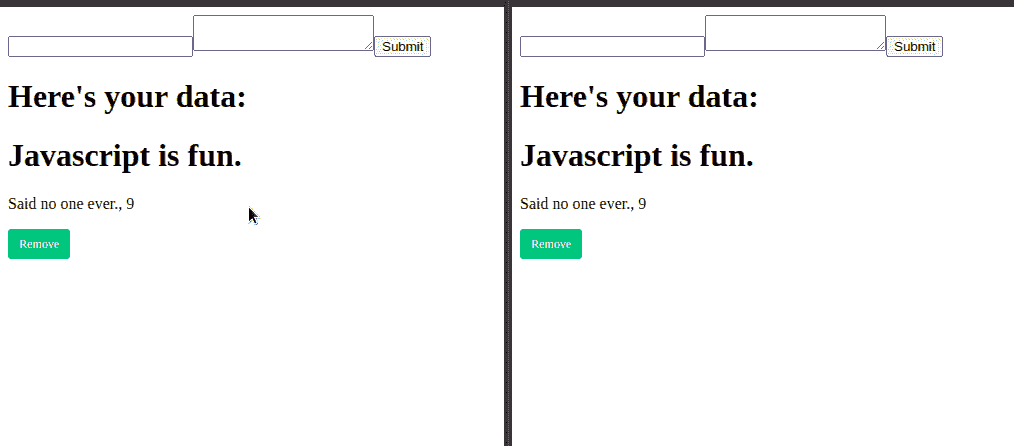 Submit
Here's your data:
Javascript is fun.
Said no one ever., 9
Remove
Submit
Here's your data:
Javascript is fun.
Said no one ever., 9
Remove